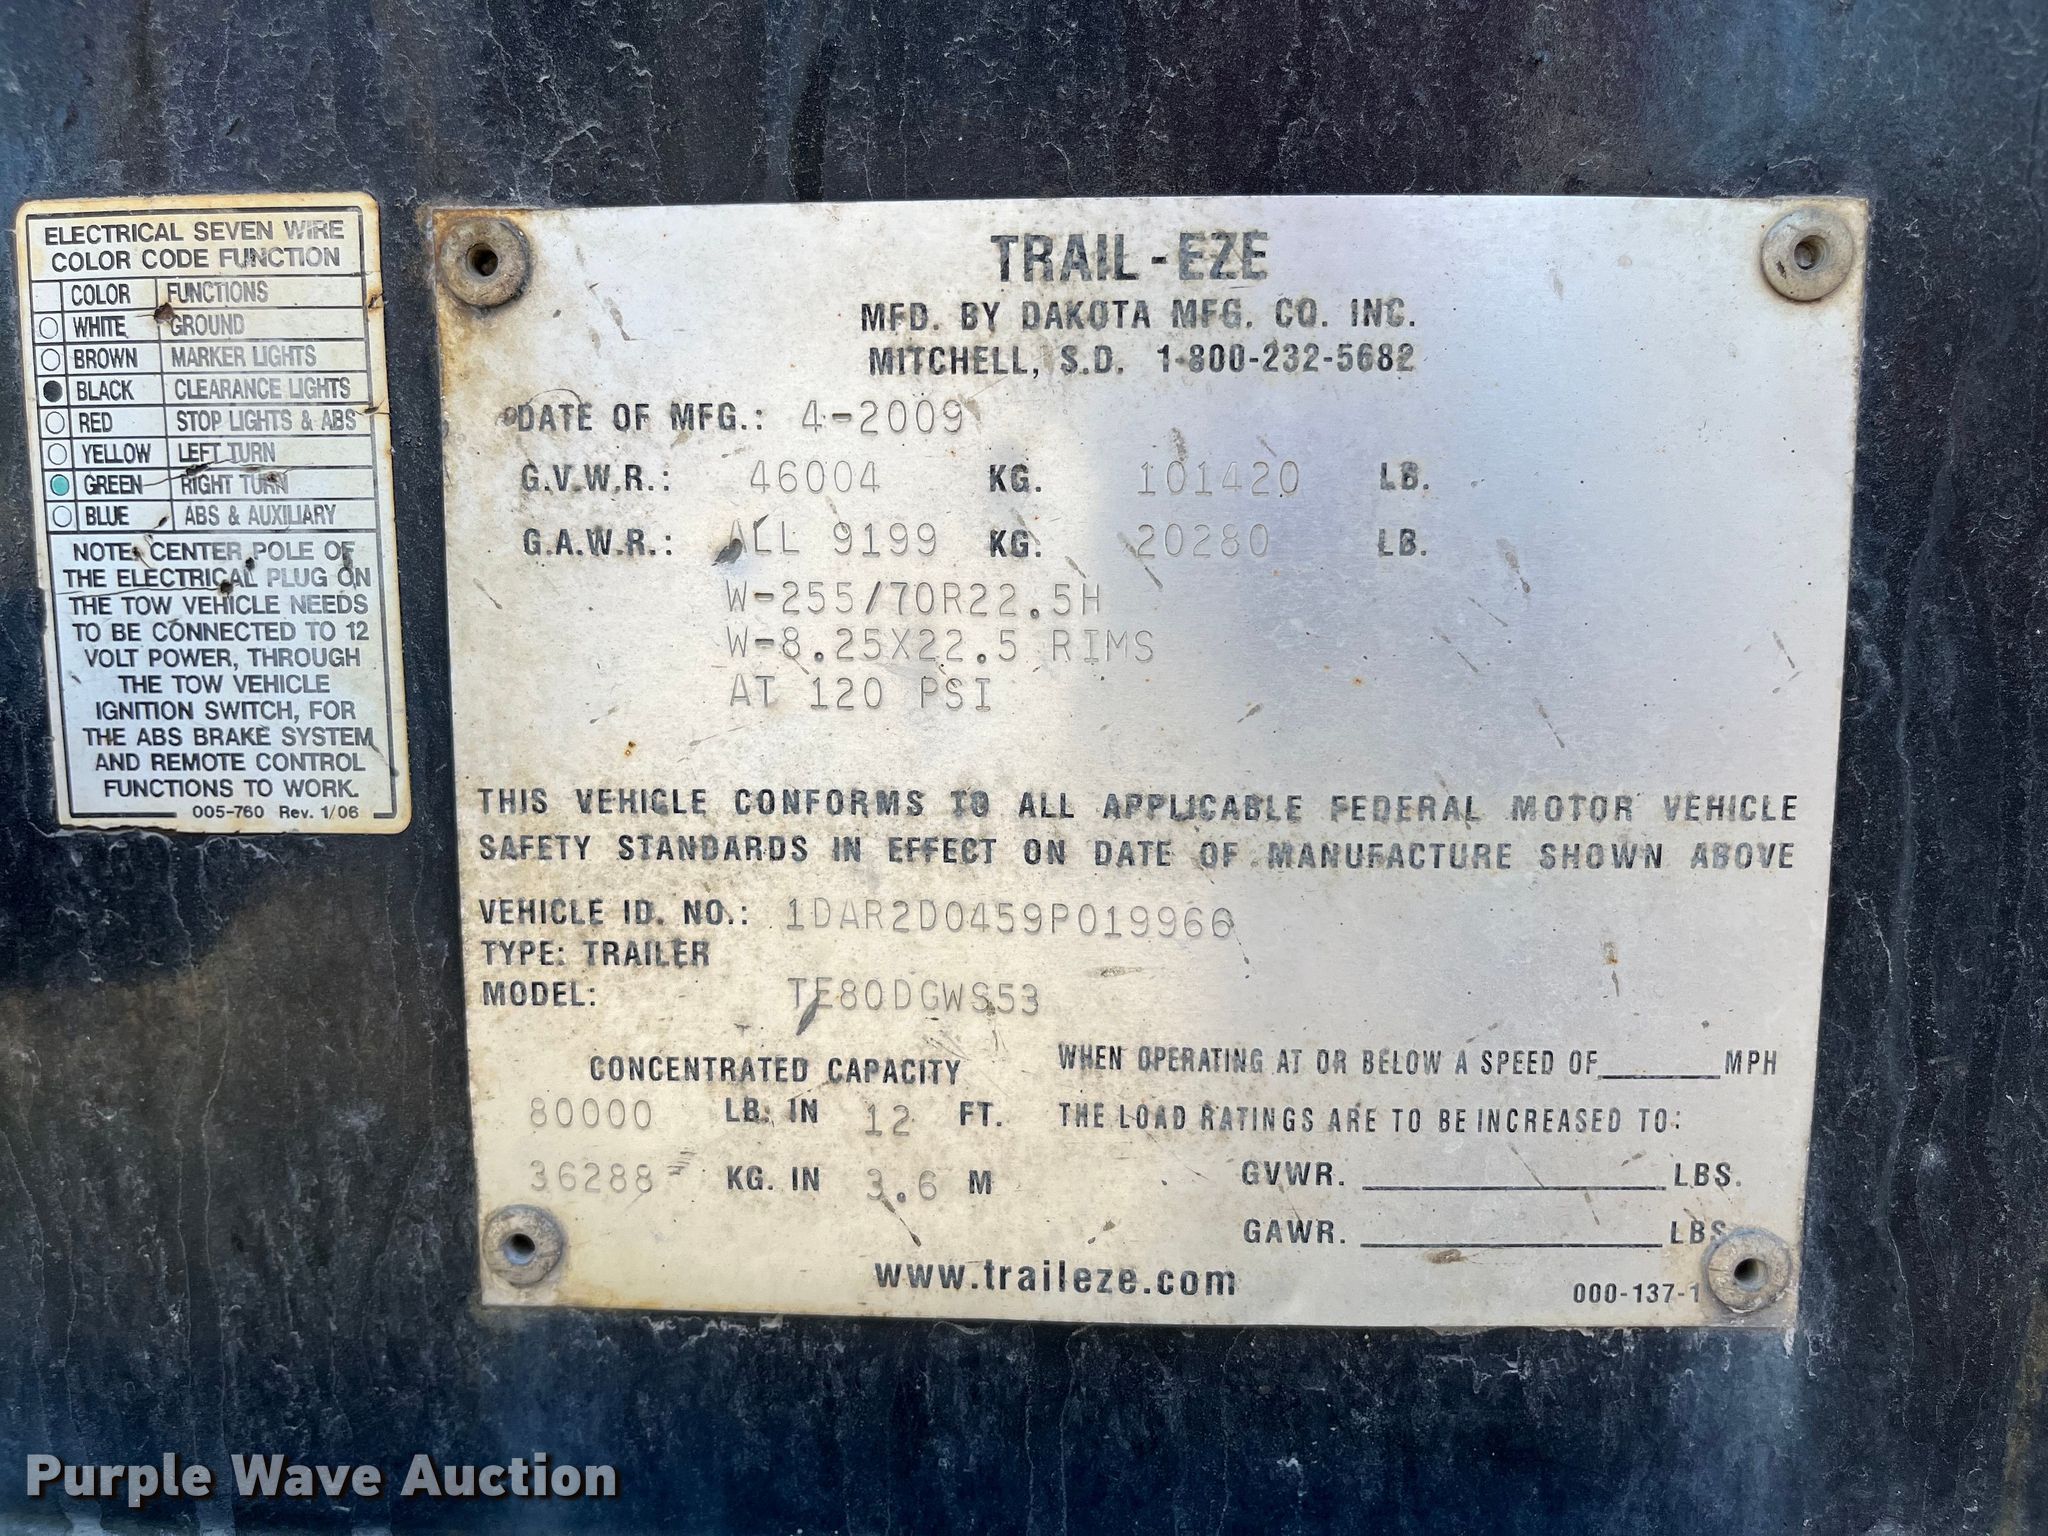 ELECTRICAL SEVEN WIRE
COLOR CODE FUNCTION
COLOR FUNCTIONS
WHITE GROUND
BROWN MARKER LIGHTS
BLACK CLEARANCE LIGHTS
RED STOP LIGHTS & ABS
YELLOW LEFT TURN
GREEN RIGHT TURN
BLUE ABS & AUXILIARY
NOTE: CENTER POLE OF
THE ELECTRICAL PLUG ON
THE TOW VEHICLE NEEDS
TO BE CONNECTED TO 12
VOLT POWER, THROUGH
THE TOW VEHICLE
IGNITION SWITCH, FOR
THE ABS BRAKE SYSTEM
AND REMOTE CONTROL
FUNCTIONS TO WORK.
005-760 Rev. 1/06
TRAIL-EZE
MFD. BY DAKOTA MFG. CO. INC.
MITCHELL, S.D. 1-800-232-5682
DATE OF MFG.: 4-2009
G.V.W.R.: 46004 KG. 101420 LB.
G.A.W.R.: ALL 9199 KG. 20280 LB.
W-255/70R22.5H
W-8.25X22.5 RIMS
AT 120 PSI
THIS VEHICLE CONFORMS TO ALL APPLICABLE FEDERAL MOTOR VEHICLE
SAFETY STANDARDS IN EFFECT ON DATE OF MANUFACTURE SHOWN ABOVE
VEHICLE ID. NO.: 1DAR2D0459P019966
TYPE: TRAILER
MODEL: TE80DGWS53
CONCENTRATED CAPACITY
80000 LB. IN 12 FT.
36288 KG. IN 3.6 M
WHEN OPERATING AT OR BELOW A SPEED OF______MPH
THE LOAD RATINGS ARE TO BE INCREASED TO:
GVWR. ______ LBS.
GAWR. ______ LBS.
www.traileze.com
000-137-1
Purple Wave Auction